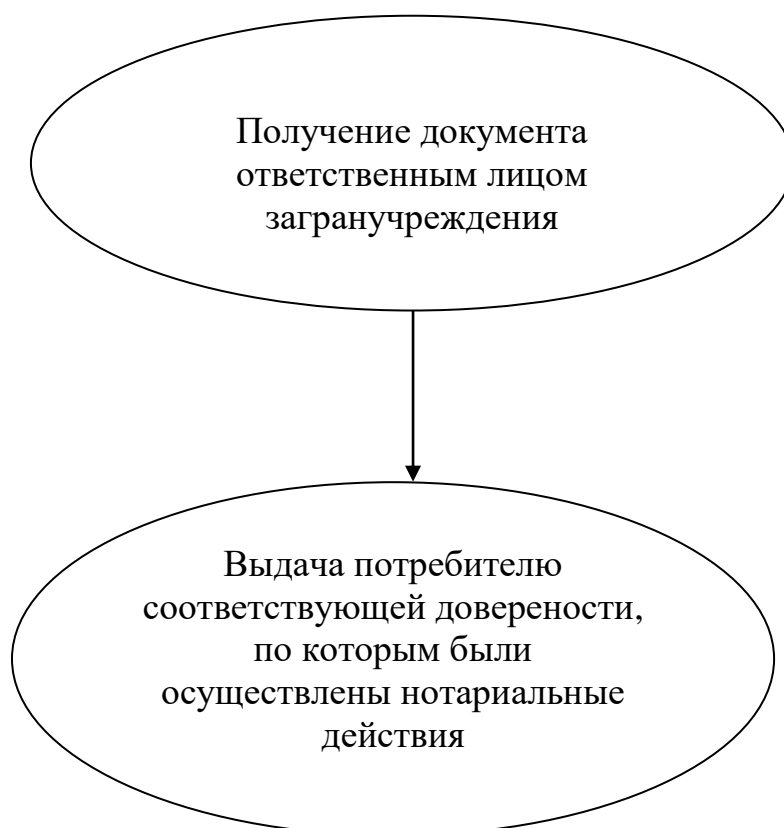 Получение документа
ответственным лицом
загранучреждения
Выдача потребителю
соответствующей доверености,
по которым были
осуществлены нотариальные
действия